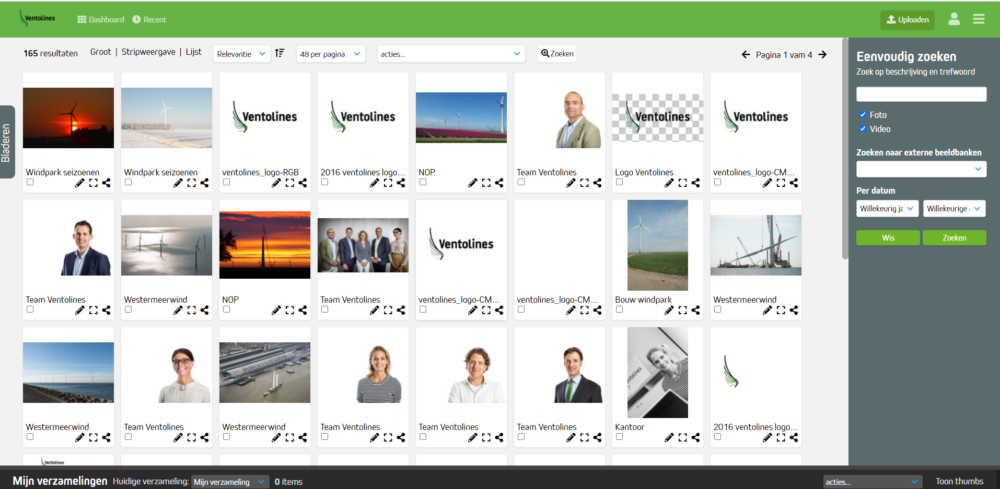 Ventolines
Dashboard
Recent
Uploaden
165 resultaten
Groot | Stripweergave | Lijst
Relevantie
48 per pagina
acties...
Zoeken
Pagina 1 vam 4
Bladeren
Windpark seizoenen
Windpark seizoenen
Ventolines
ventolines_logo-RGB
Ventolines
2016 ventolines logo...
NOP
Team Ventolines
Ventolines
Logo Ventolines
Ventolines
ventolines_logo-CM...
Team Ventolines
Westermeerwind
NOP
Team Ventolines
Ventolines
ventolines_logo-CM...
ventolines_logo-CM...
Bouw windpark
Westermeerwind
Westermeerwind
Team Ventolines
AMSTERDAM
Westermeerwind
Team Ventolines
Team Ventolines
Team Ventolines
Kantoor
2016 ventolines logo...
Ventolines
Eenvoudig zoeken
Zoek op beschrijving en trefwoord
Foto
Video
Zoeken naar externe beeldbanken
Per datum
Willekeurig ja
Willekeurige
Wis
Zoeken
Mijn verzamelingen
Huidige verzameling:
Mijn verzameling
0 items
acties...
Toon thumbs